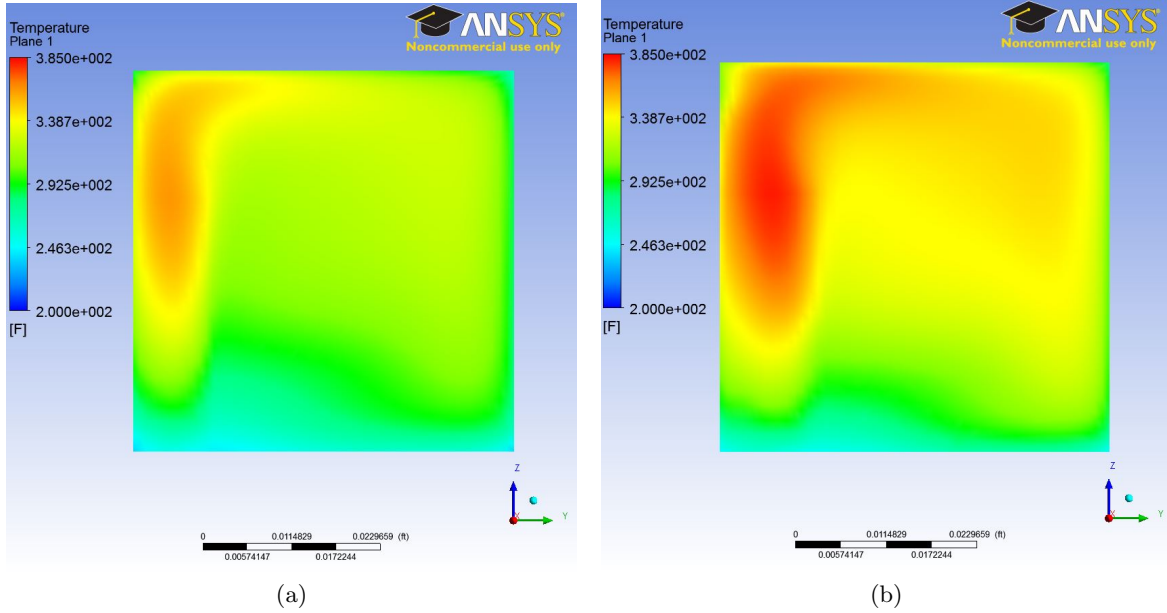 Temperature
Plane 1
ANSYS
Noncommercial use only
3.850e+002
3.387e+002
2.925e+002
2.463e+002
2.000e+002
[F]
Z
X
Y
0 0.0114829 0.0229659 (ft)
0.00574147 0.0172244
(a)
Temperature
Plane 1
ANSYS
Noncommercial use only
3.850e+002
3.387e+002
2.925e+002
2.463e+002
2.000e+002
[F]
Z
X
Y
0 0.0114829 0.0229659 (ft)
0.00574147 0.0172244
(b)